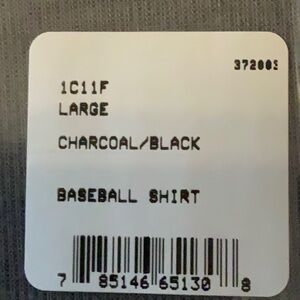 372003
1C11F
LARGE
CHARCOAL/BLACK
BASEBALL SHIRT
7 85146 65130 8